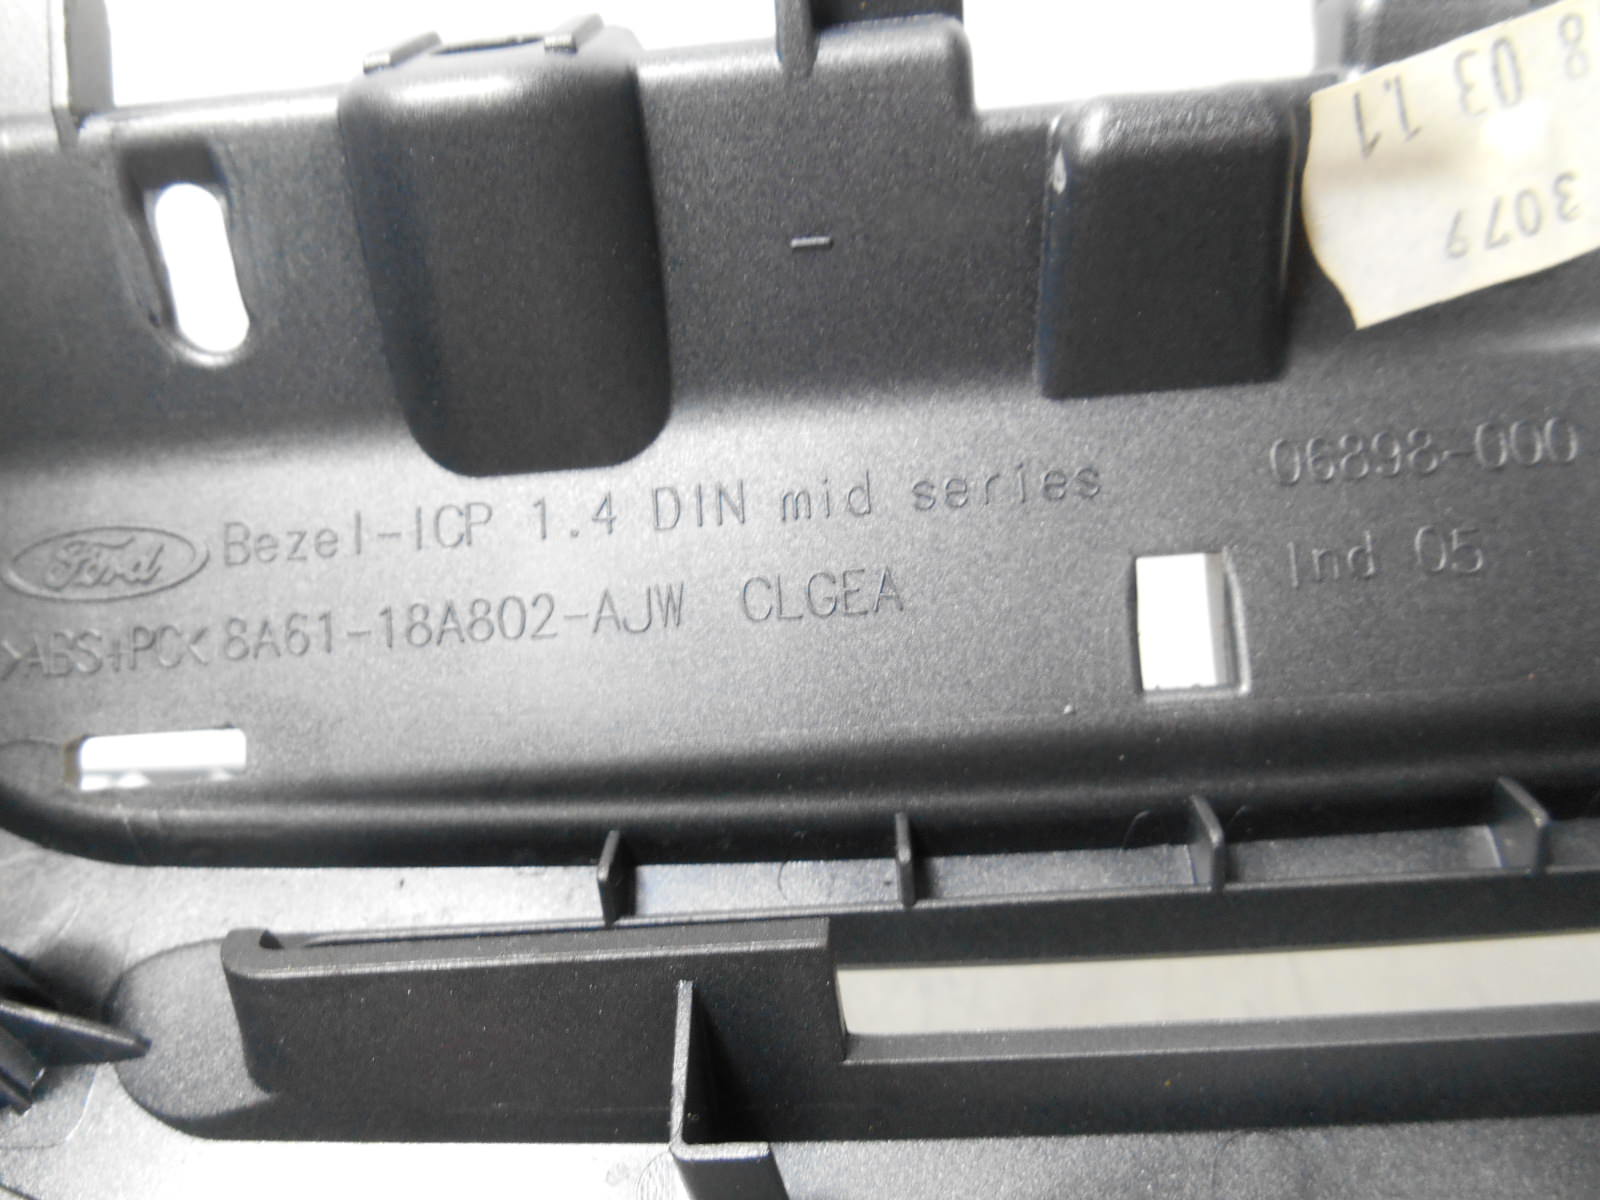 8 03 1.1
3079
06898-000
Ford Bezel-ICP 1.4 DIN mid series
Ind 05
>ABS+PC< 8A61-18A802-AJW CLGEA